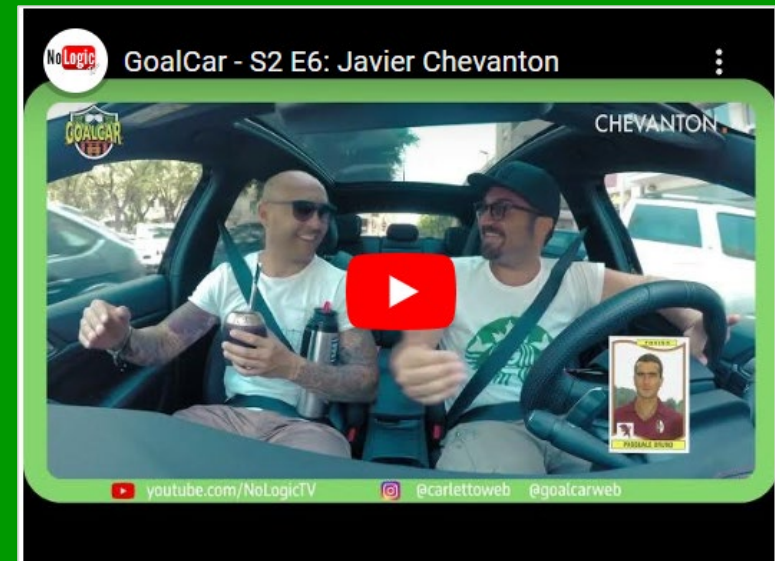 NoLogic
GoalCar - S2 E6: Javier Chevanton
GOALCAR
CHEVANTON.
TORINO
PASQUALE BRUNO
youtube.com/NoLogicTV @carlettoweb @goalcarweb